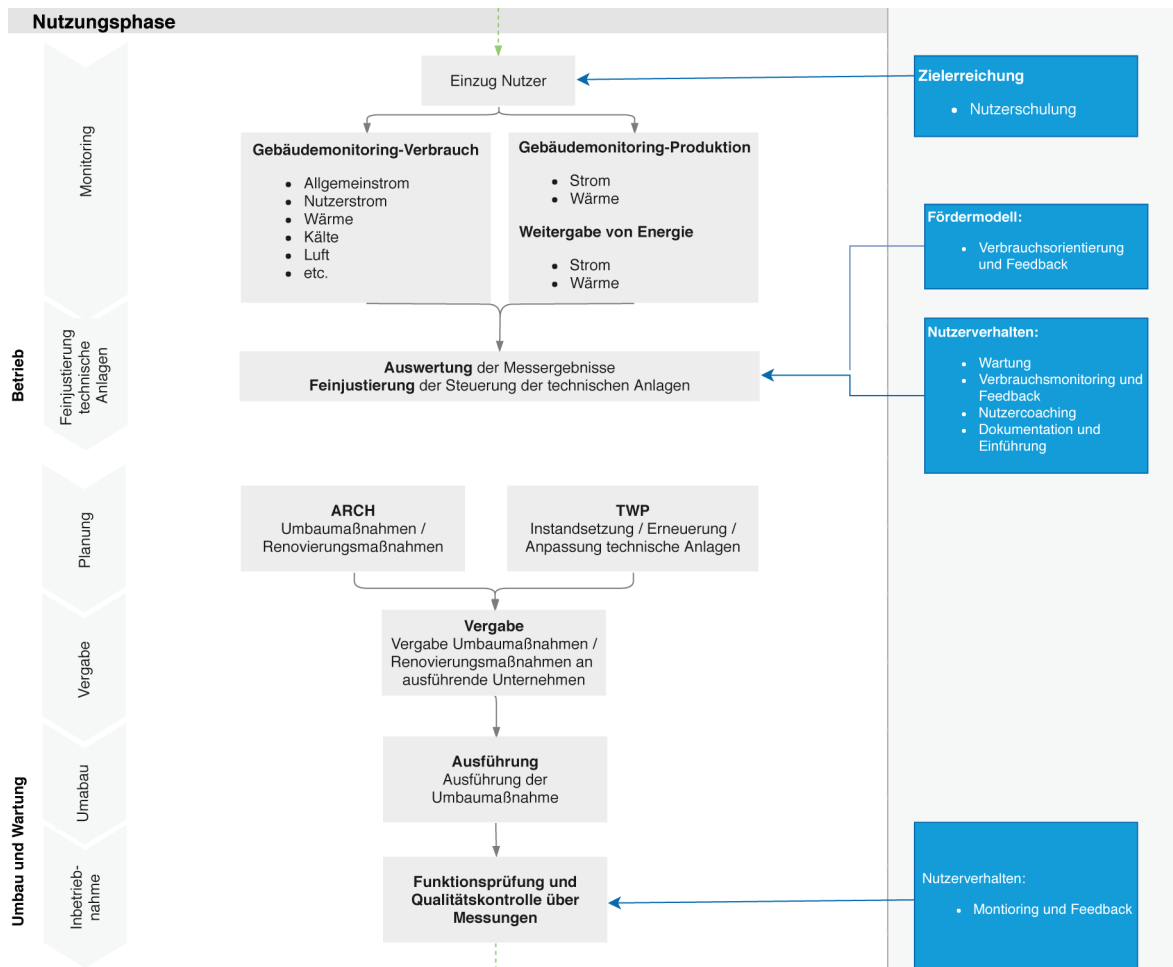 Nutzungsphase
Einzug Nutzer
Zielerreichung
• Nutzerschulung
Monitoring
Gebäudemonitoring-Verbrauch
• Allgemeinstrom
• Nutzerstrom
• Wärme
• Kälte
• Luft
• etc.
Gebäudemonitoring-Produktion
• Strom
• Wärme
Weitergabe von Energie
• Strom
• Wärme
Fördermodell:
• Verbrauchsorientierung
und Feedback
Betrieb
Feinjustierung
technische
Anlagen
Auswertung der Messergebnisse
Feinjustierung der Steuerung der technischen Anlagen
Nutzerverhalten:
• Wartung
• Verbrauchsmonitoring und
Feedback
• Nutzercoaching
• Dokumentation und
Einführung
Planung
ARCH
Umbaumaßnahmen /
Renovierungsmaßnahmen
TWP
Instandsetzung / Erneuerung /
Anpassung technische Anlagen
Vergabe
Vergabe
Vergabe Umbaumaßnahmen /
Renovierungsmaßnahmen an
ausführende Unternehmen
Umbau und Wartung
Umabau
Ausführung
Ausführung der
Umbaumaßnahme
Inbetrieb-
nahme
Funktionsprüfung und
Qualitätskontrolle über
Messungen
Nutzerverhalten:
• Montioring und Feedback